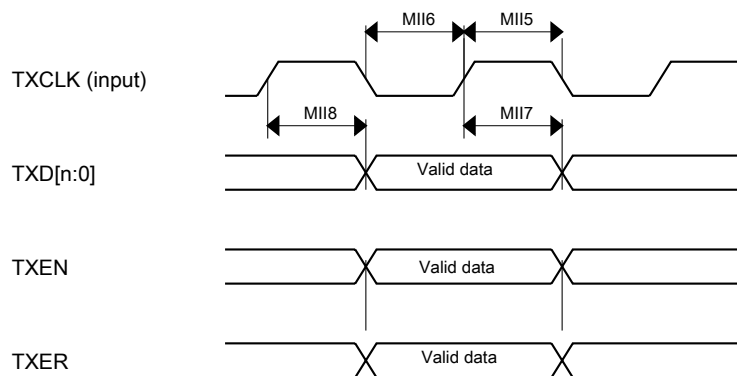 MII6 MII5
TXCLK (input)
MII8 MII7
TXD[n:0] Valid data
TXEN Valid data
TXER Valid data